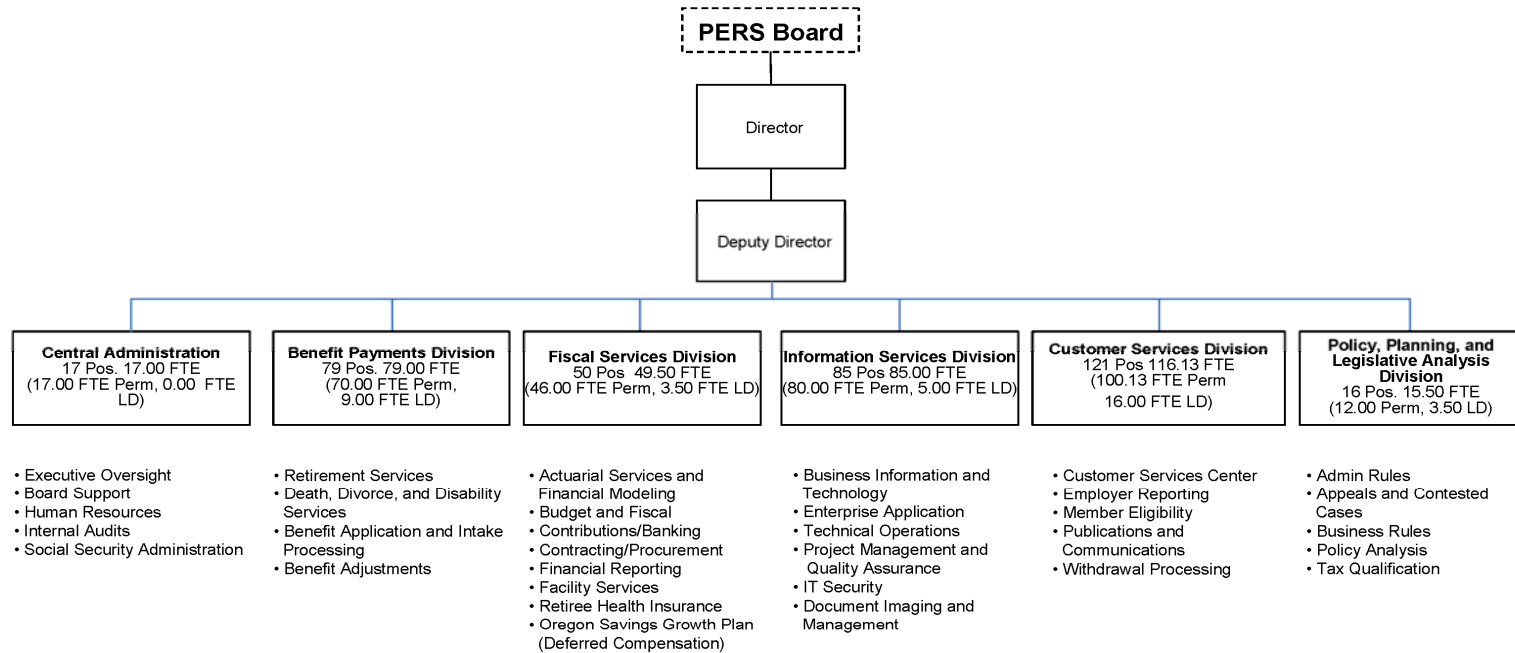 PERS Board
Director
Deputy Director
Central Administration
17 Pos. 17.00 FTE
(17.00 FTE Perm, 0.00 FTE
LD)
Benefit Payments Division
79 Pos. 79.00 FTE
(70.00 FTE Perm,
9.00 FTE LD)
Fiscal Services Division
50 Pos 49.50 FTE
(46.00 FTE Perm, 3.50 FTE LD)
Information Services Division
85 Pos 85.00 FTE
(80.00 FTE Perm, 5.00 FTE LD)
Customer Services Division
121 Pos 116.13 FTE
(100.13 FTE Perm
16.00 FTE LD)
Policy, Planning, and
Legislative Analysis
Division
16 Pos. 15.50 FTE
(12.00 Perm, 3.50 LD)
• Executive Oversight
• Board Support
• Human Resources
• Internal Audits
• Social Security Administration
• Retirement Services
• Death, Divorce, and Disability
Services
• Benefit Application and Intake
Processing
• Benefit Adjustments
• Actuarial Services and
Financial Modeling
• Budget and Fiscal
• Contributions/Banking
• Contracting/Procurement
• Financial Reporting
• Facility Services
• Retiree Health Insurance
• Oregon Savings Growth Plan
(Deferred Compensation)
• Business Information and
Technology
• Enterprise Application
• Technical Operations
• Project Management and
Quality Assurance
• IT Security
• Document Imaging and
Management
• Customer Services Center
• Employer Reporting
• Member Eligibility
• Publications and
Communications
• Withdrawal Processing
• Admin Rules
• Appeals and Contested
Cases
• Business Rules
• Policy Analysis
• Tax Qualification